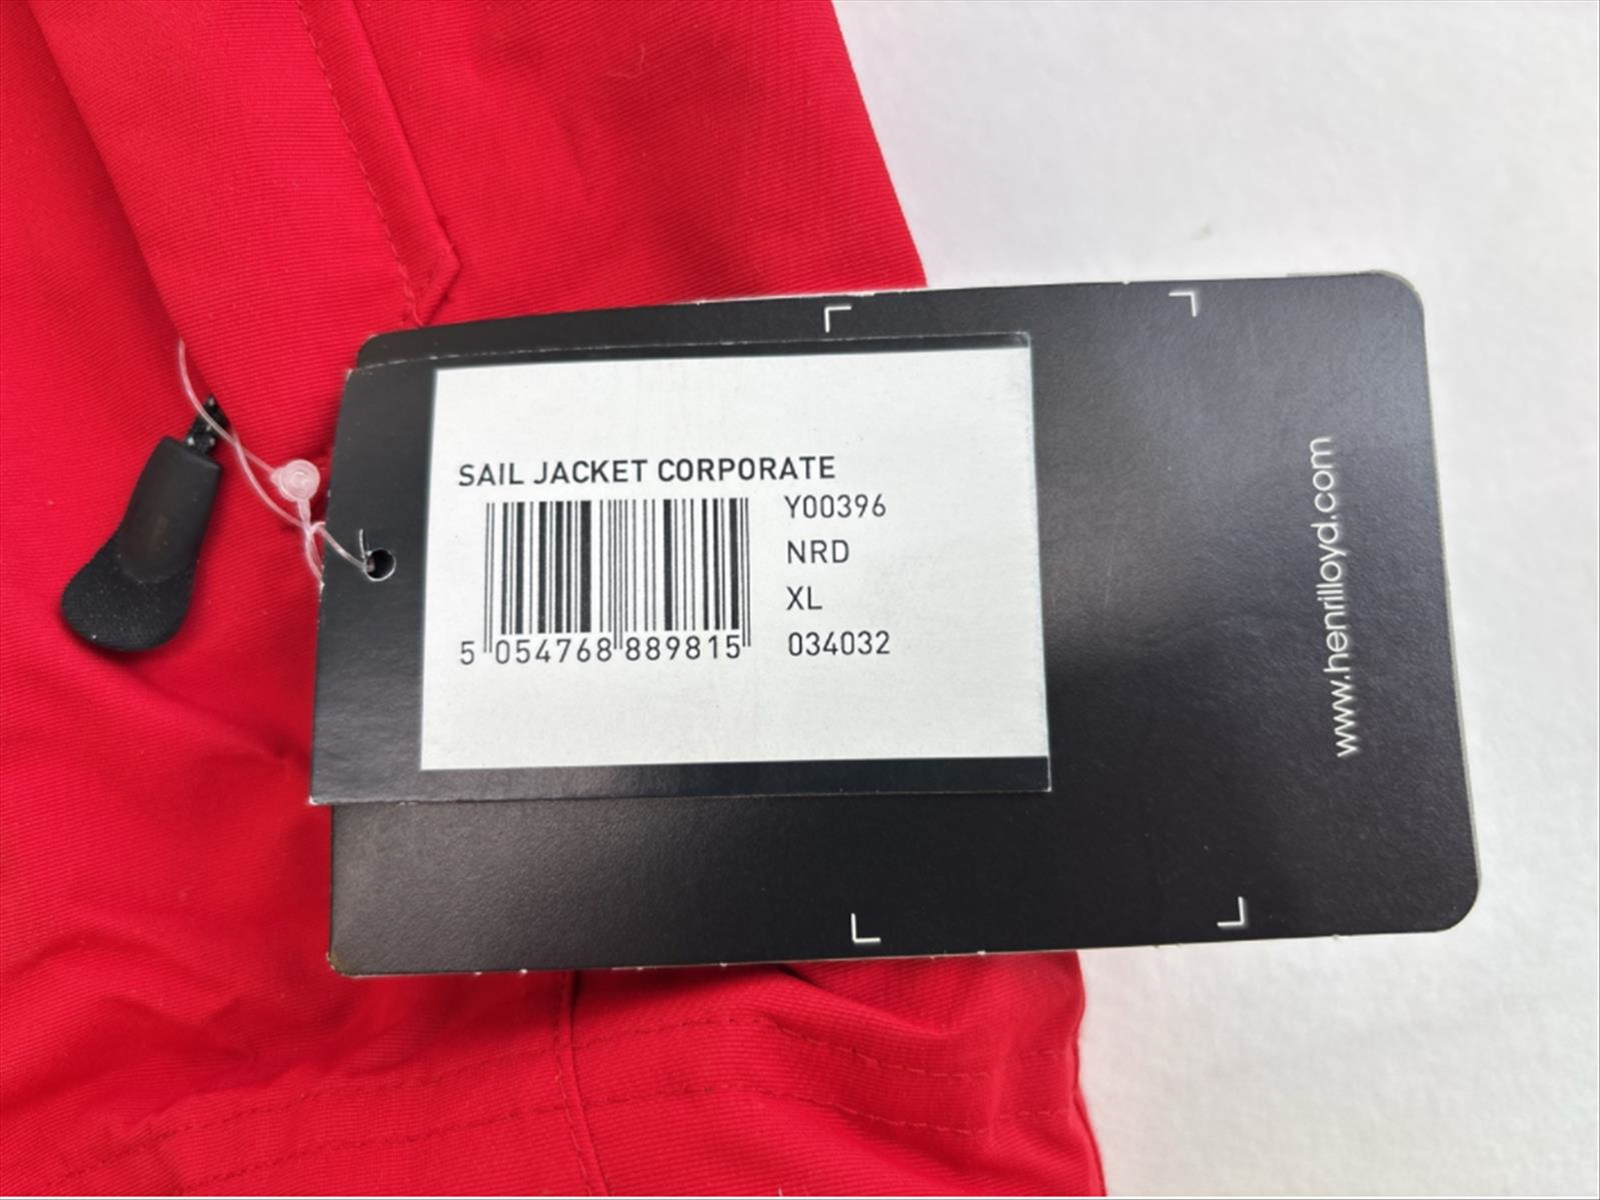 SAIL JACKET CORPORATE
Y00396
NRD
XL
034032
5 054768 889815
www.henrilloyd.com